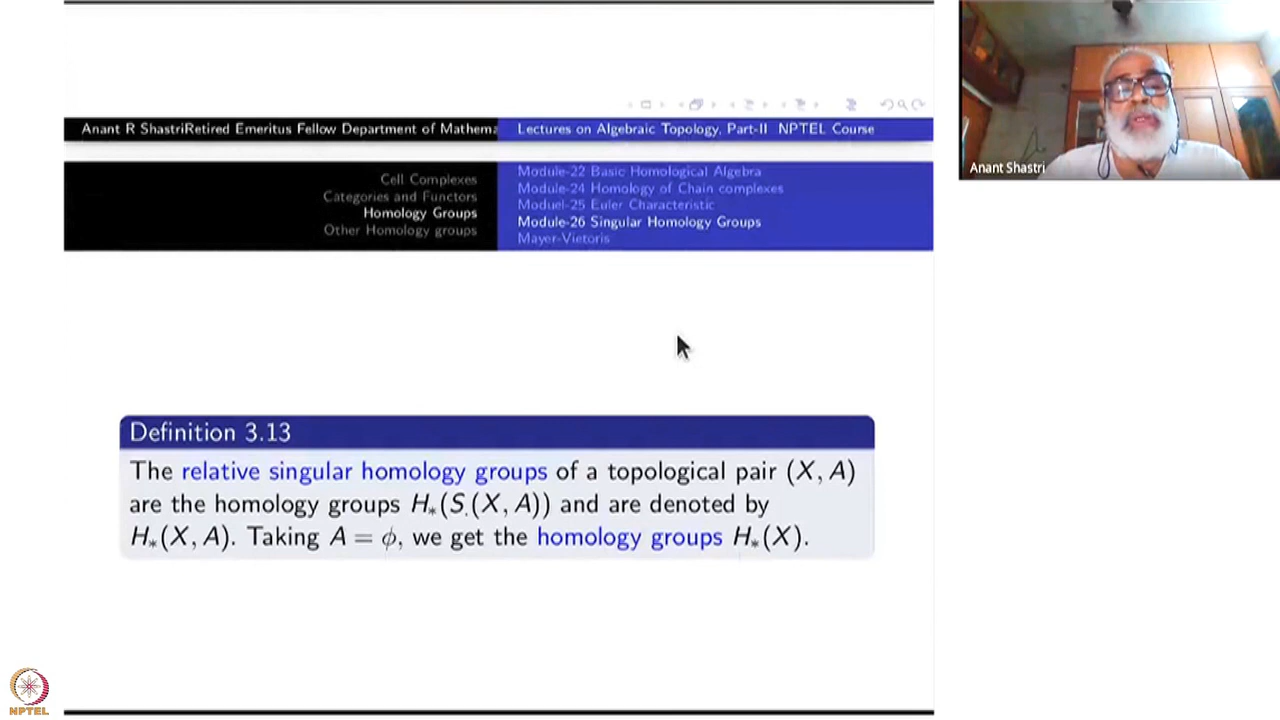 Anant R ShastriRetired Emeritus Fellow Department of Mathema
Lectures on Algebraic Topology, Part-II NPTEL Course
Cell Complexes
Categories and Functors
Homology Groups
Other Homology groups
Module-22 Basic Homological Algebra
Module-24 Homology of Chain complexes
Moduel-25 Euler Characteristic
Module-26 Singular Homology Groups
Mayer-Vietoris
Definition 3.13
The relative singular homology groups of a topological pair (X, A)
are the homology groups H_*(S.(X, A)) and are denoted by
H_*(X, A). Taking A = ϕ, we get the homology groups H_*(X).
Anant Shastri
NPTEL